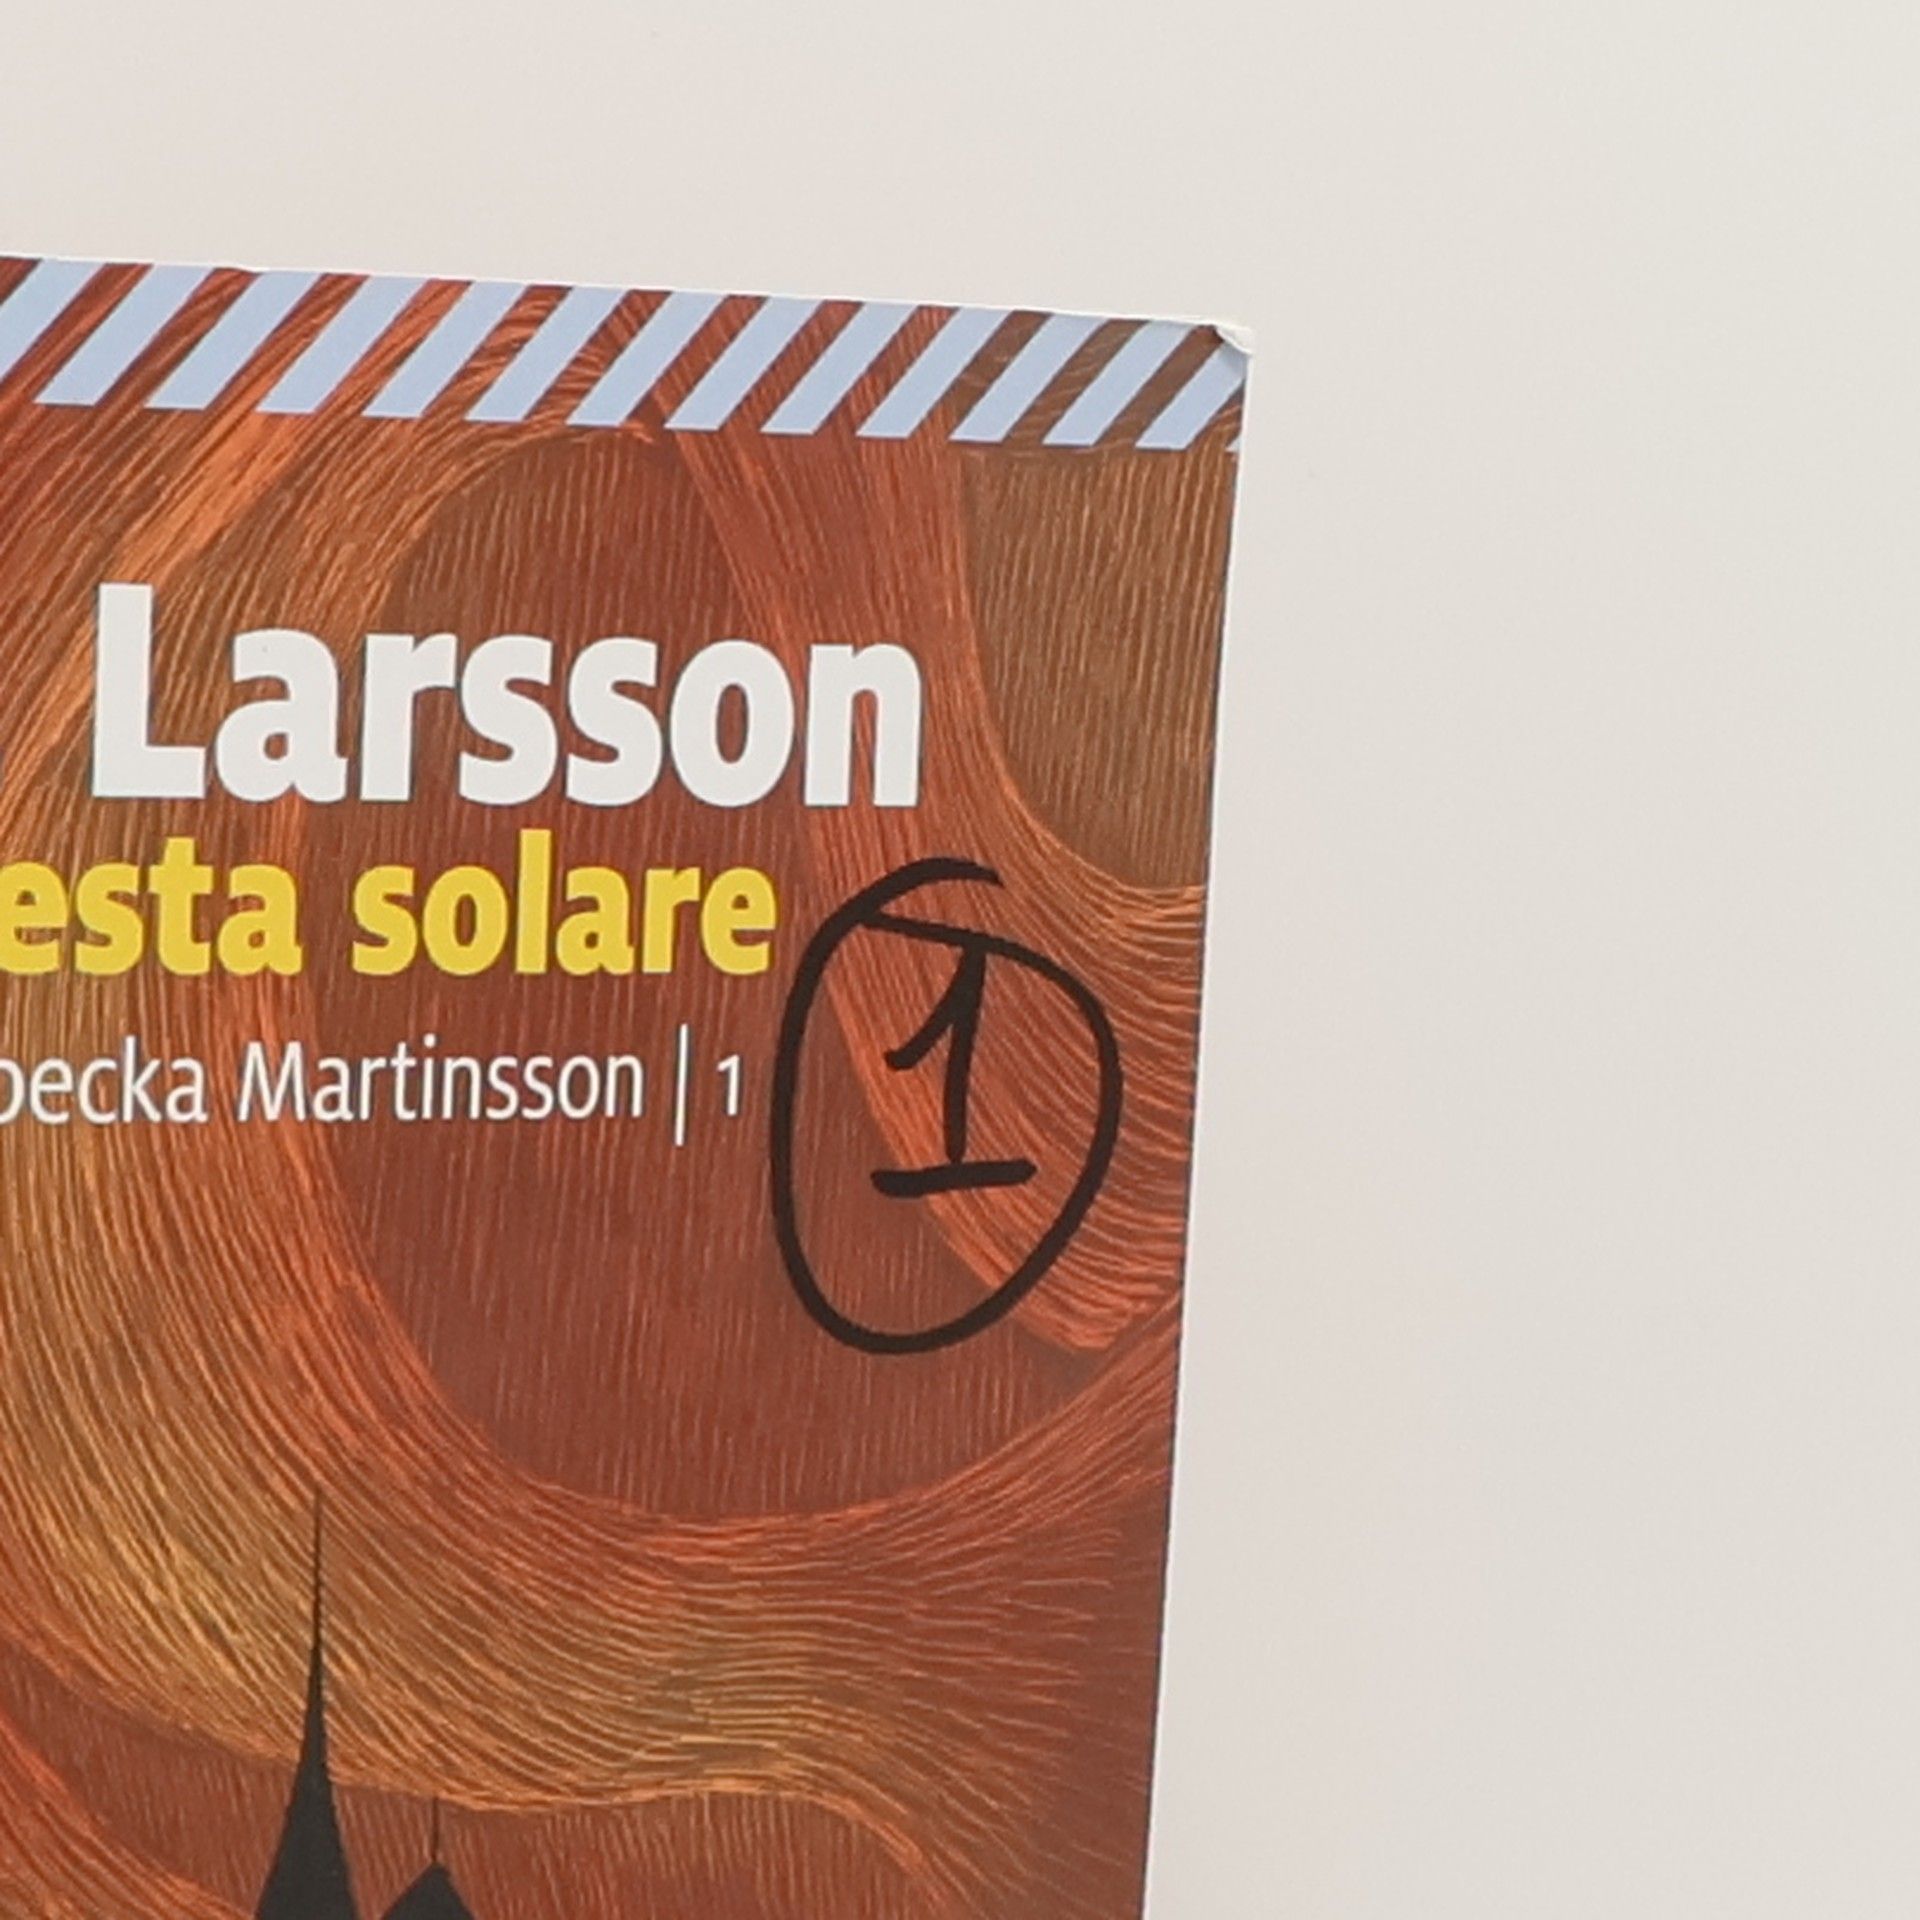 Larsson
esta solare
becka Martinsson | 1
1